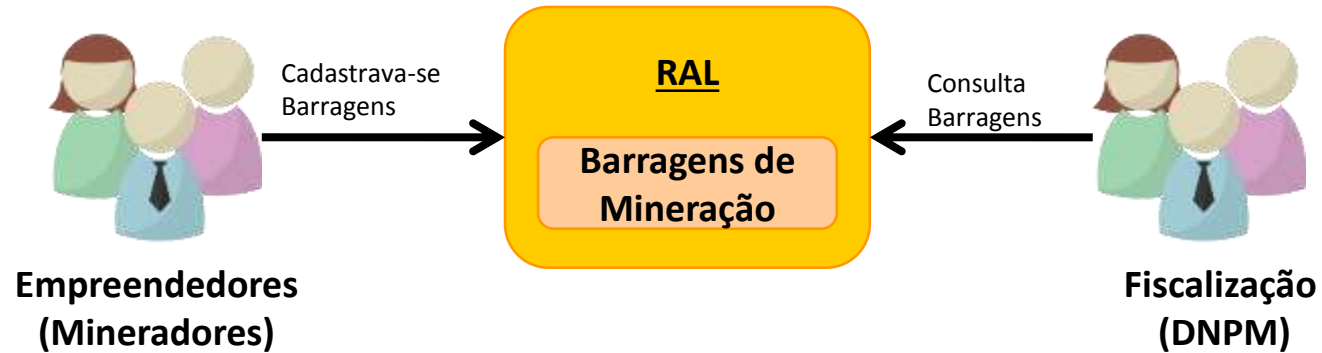 Cadastrava-se
Barragens
RAL
Barragens de
Mineração
Consulta
Barragens
Empreendedores
(Mineradores)
Fiscalização
(DNPM)